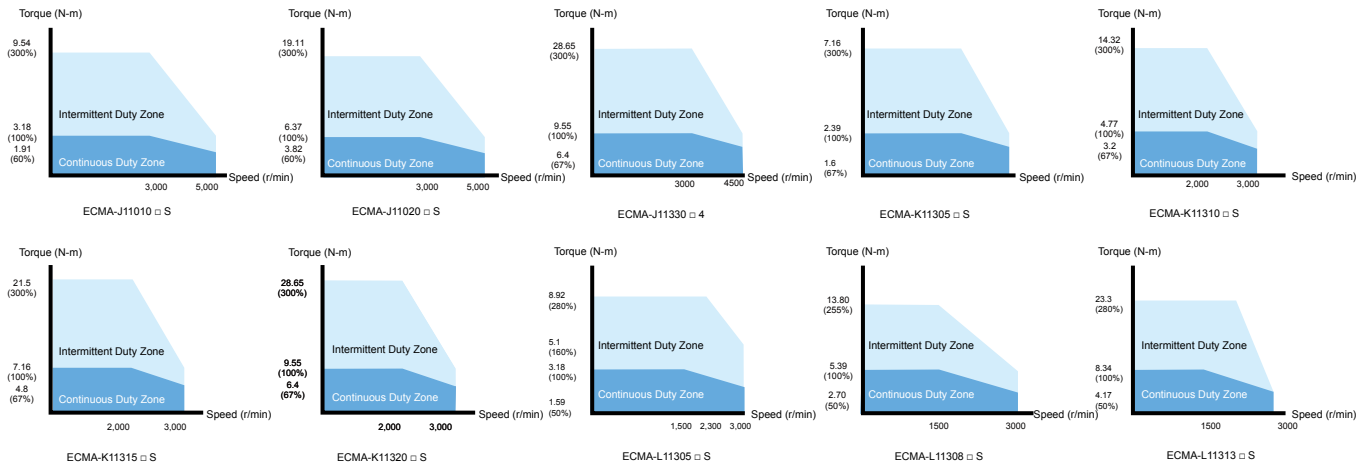 Torque (N-m)
9.54
(300%)
Intermittent Duty Zone
3.18
(100%)
1.91
(60%)
Continuous Duty Zone
3,000
5,000
Speed (r/min)
ECMA-J11010 □ S
Torque (N-m)
19.11
(300%)
Intermittent Duty Zone
6.37
(100%)
3.82
(60%)
Continuous Duty Zone
3,000
5,000
Speed (r/min)
ECMA-J11020 □ S
Torque (N-m)
28.65
(300%)
Intermittent Duty Zone
9.55
(100%)
6.4
(67%)
Continuous Duty Zone
3000
4500
Speed (r/min)
ECMA-J11330 □ 4
Torque (N-m)
7.16
(300%)
Intermittent Duty Zone
2.39
(100%)
1.6
(67%)
Continuous Duty Zone
Speed (r/min)
ECMA-K11305 □ S
Torque (N-m)
14.32
(300%)
Intermittent Duty Zone
4.77
(100%)
3.2
(67%)
Continuous Duty Zone
2,000
3,000
Speed (r/min)
ECMA-K11310 □ S
Torque (N-m)
21.5
(300%)
Intermittent Duty Zone
7.16
(100%)
4.8
(67%)
Continuous Duty Zone
2,000
3,000
Speed (r/min)
ECMA-K11315 □ S
Torque (N-m)
28.65
(300%)
Intermittent Duty Zone
9.55
(100%)
6.4
(67%)
Continuous Duty Zone
2,000
3,000
Speed (r/min)
ECMA-K11320 □ S
Torque (N-m)
8.92
(280%)
5.1
(160%)
Intermittent Duty Zone
3.18
(100%)
1.59
(50%)
Continuous Duty Zone
1,500
2,300
3,000
Speed (r/min)
ECMA-L11305 □ S
Torque (N-m)
13.80
(255%)
Intermittent Duty Zone
5.39
(100%)
2.70
(50%)
Continuous Duty Zone
1500
3000
Speed (r/min)
ECMA-L11308 □ S
Torque (N-m)
23.3
(280%)
Intermittent Duty Zone
8.34
(100%)
4.17
(50%)
Continuous Duty Zone
1500
3000
Speed (r/min)
ECMA-L11313 □ S